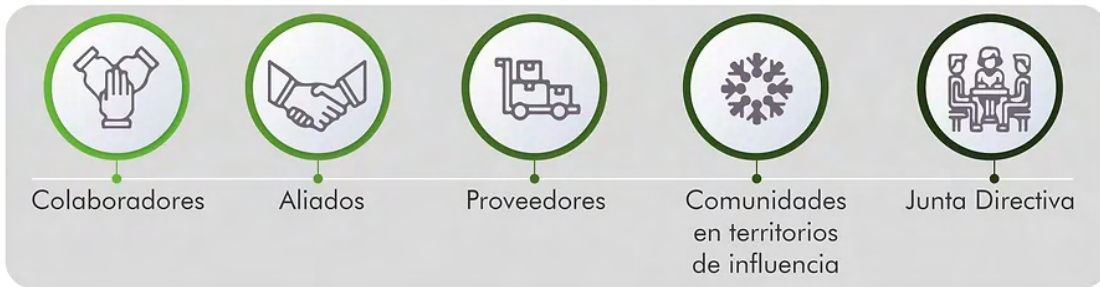 Colaboradores
Aliados
Proveedores
Comunidades
en territorios
de influencia
Junta Directiva